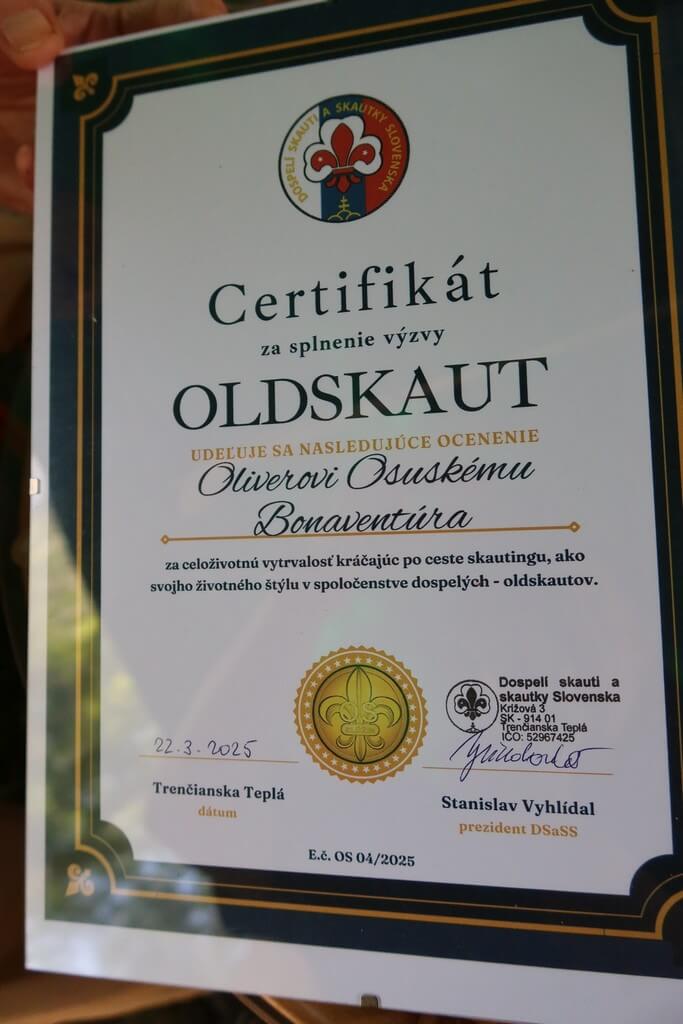 DOSPELÍ SKAUTI A SKAUTKY SLOVENSKA
Certifikát
za splnenie výzvy
OLDSKAUT
UDEĽUJE SA NASLEDUJÚCE OCENENIE
Oliverovi Osuskému
Bonaventúra
za celoživotnú vytrvalosť kráčajúc po ceste skautingu, ako
svojho životného štýlu v spoločenstve dospelých - oldskautov.
Dospelí skauti a
skautky Slovenska
Križová 3
SK - 914 01
Trenčianska Teplá
IČO: 52967425
22.3.2025
Trenčianska Teplá
dátum
Stanislav Vyhlídal
prezident DSaSS
E.č. OS 04/2025